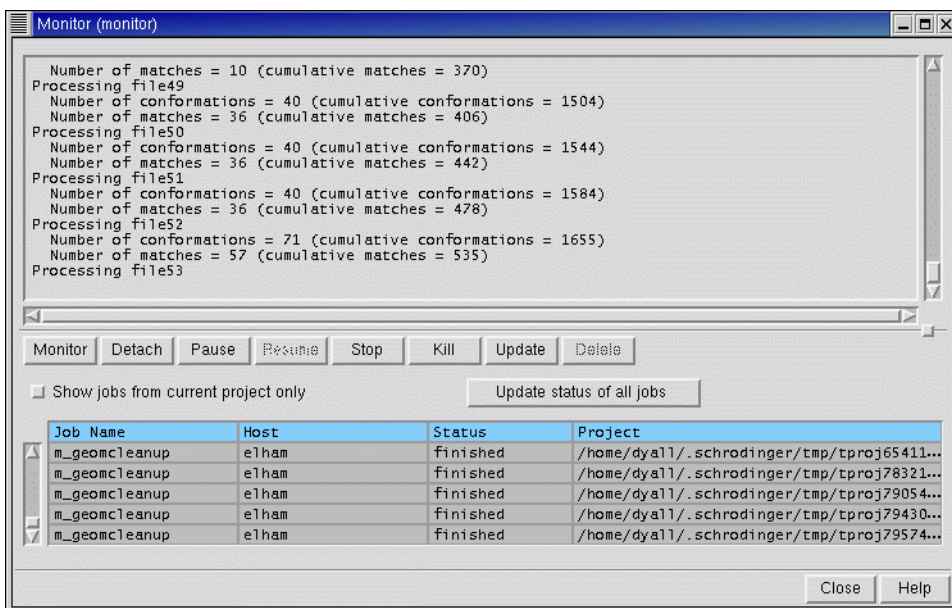 Monitor (monitor)
Number of matches = 10 (cumulative matches = 370)
Processing file49
Number of conformations = 40 (cumulative conformations = 1504)
Number of matches = 36 (cumulative matches = 406)
Processing file50
Number of conformations = 40 (cumulative conformations = 1544)
Number of matches = 36 (cumulative matches = 442)
Processing file51
Number of conformations = 40 (cumulative conformations = 1584)
Number of matches = 36 (cumulative matches = 478)
Processing file52
Number of conformations = 71 (cumulative conformations = 1655)
Number of matches = 57 (cumulative matches = 535)
Processing file53
Monitor Detach Pause Resume Stop Kill Update Delete
Show jobs from current project only Update status of all jobs
Job Name Host Status Project
m_geomcleanup elham finished /home/dyall/.schrodinger/tmp/tproj65411...
m_geomcleanup elham finished /home/dyall/.schrodinger/tmp/tproj78321...
m_geomcleanup elham finished /home/dyall/.schrodinger/tmp/tproj79054...
m_geomcleanup elham finished /home/dyall/.schrodinger/tmp/tproj79430...
m_geomcleanup elham finished /home/dyall/.schrodinger/tmp/tproj79574...
Close Help